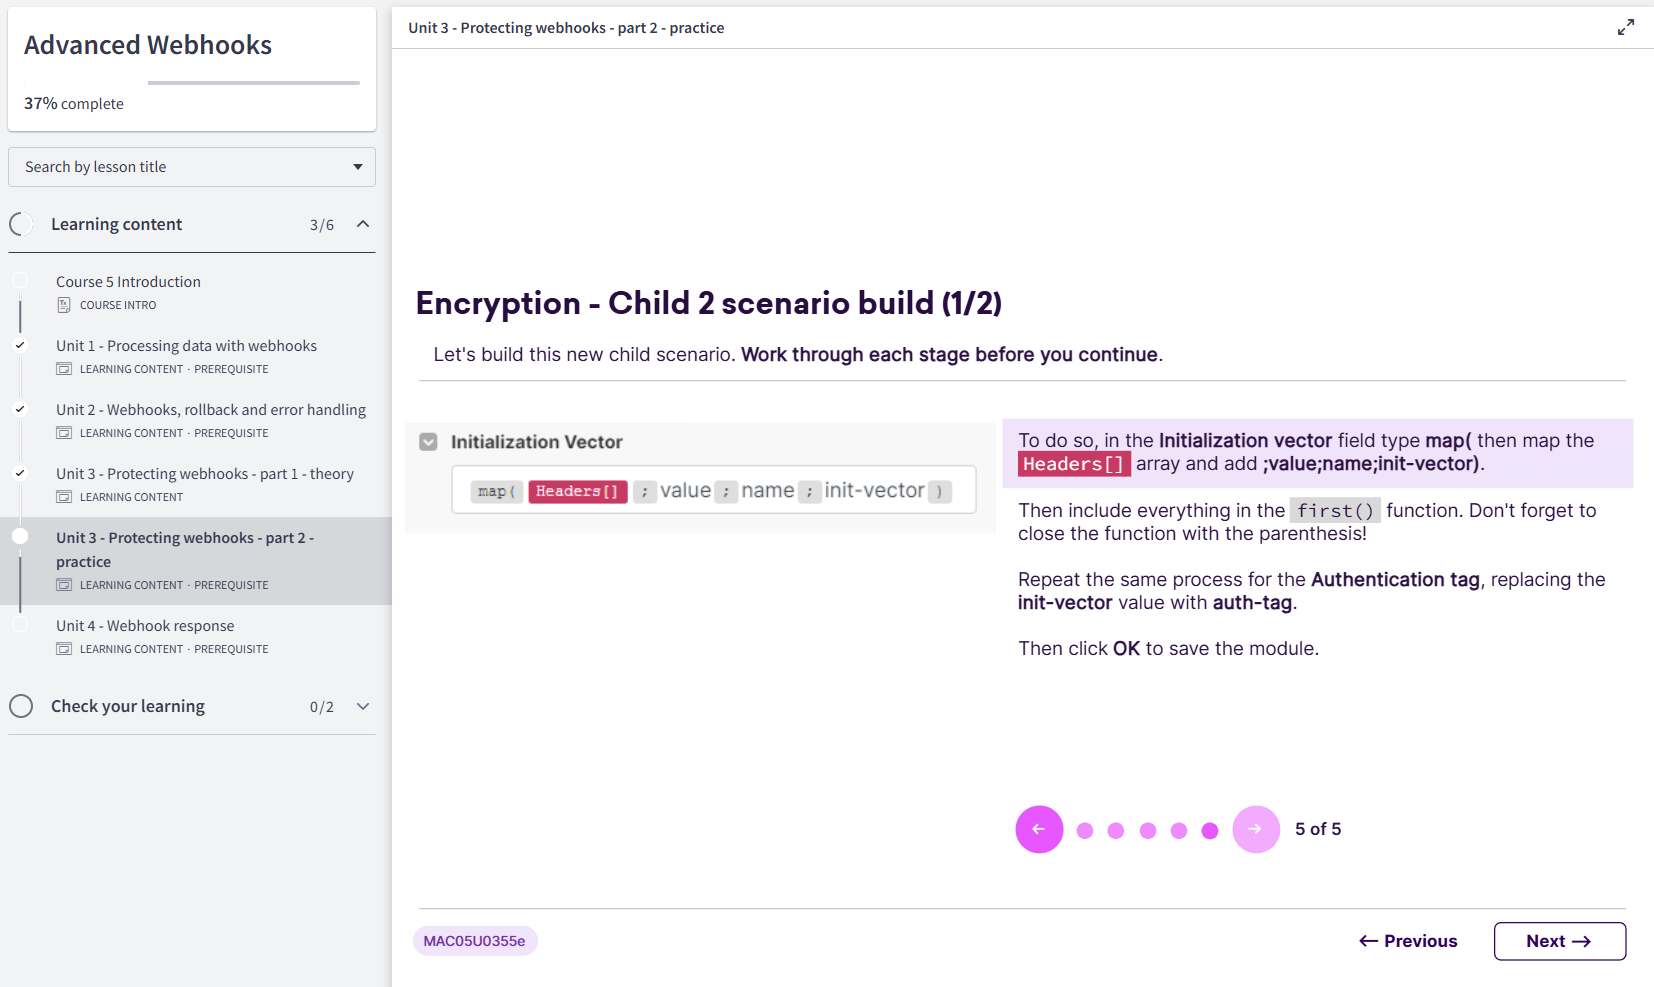 Advanced Webhooks
37% complete
Search by lesson title
Learning content 3/6
Course 5 Introduction
COURSE INTRO
Unit 1 - Processing data with webhooks
LEARNING CONTENT · PREREQUISITE
Unit 2 - Webhooks, rollback and error handling
LEARNING CONTENT · PREREQUISITE
Unit 3 - Protecting webhooks - part 1 - theory
LEARNING CONTENT
Unit 3 - Protecting webhooks - part 2 -
practice
LEARNING CONTENT · PREREQUISITE
Unit 4 - Webhook response
LEARNING CONTENT · PREREQUISITE
Check your learning 0/2
Unit 3 - Protecting webhooks - part 2 - practice
Encryption - Child 2 scenario build (1/2)
Let's build this new child scenario. Work through each stage before you continue.
Initialization Vector
map( Headers[] ; value ; name ; init-vector )
To do so, in the Initialization vector field type map( then map the
Headers[] array and add ;value;name;init-vector).
Then include everything in the first() function. Don't forget to
close the function with the parenthesis!
Repeat the same process for the Authentication tag, replacing the
init-vector value with auth-tag.
Then click OK to save the module.
← → 5 of 5
MAC05U0355e
← Previous
Next →